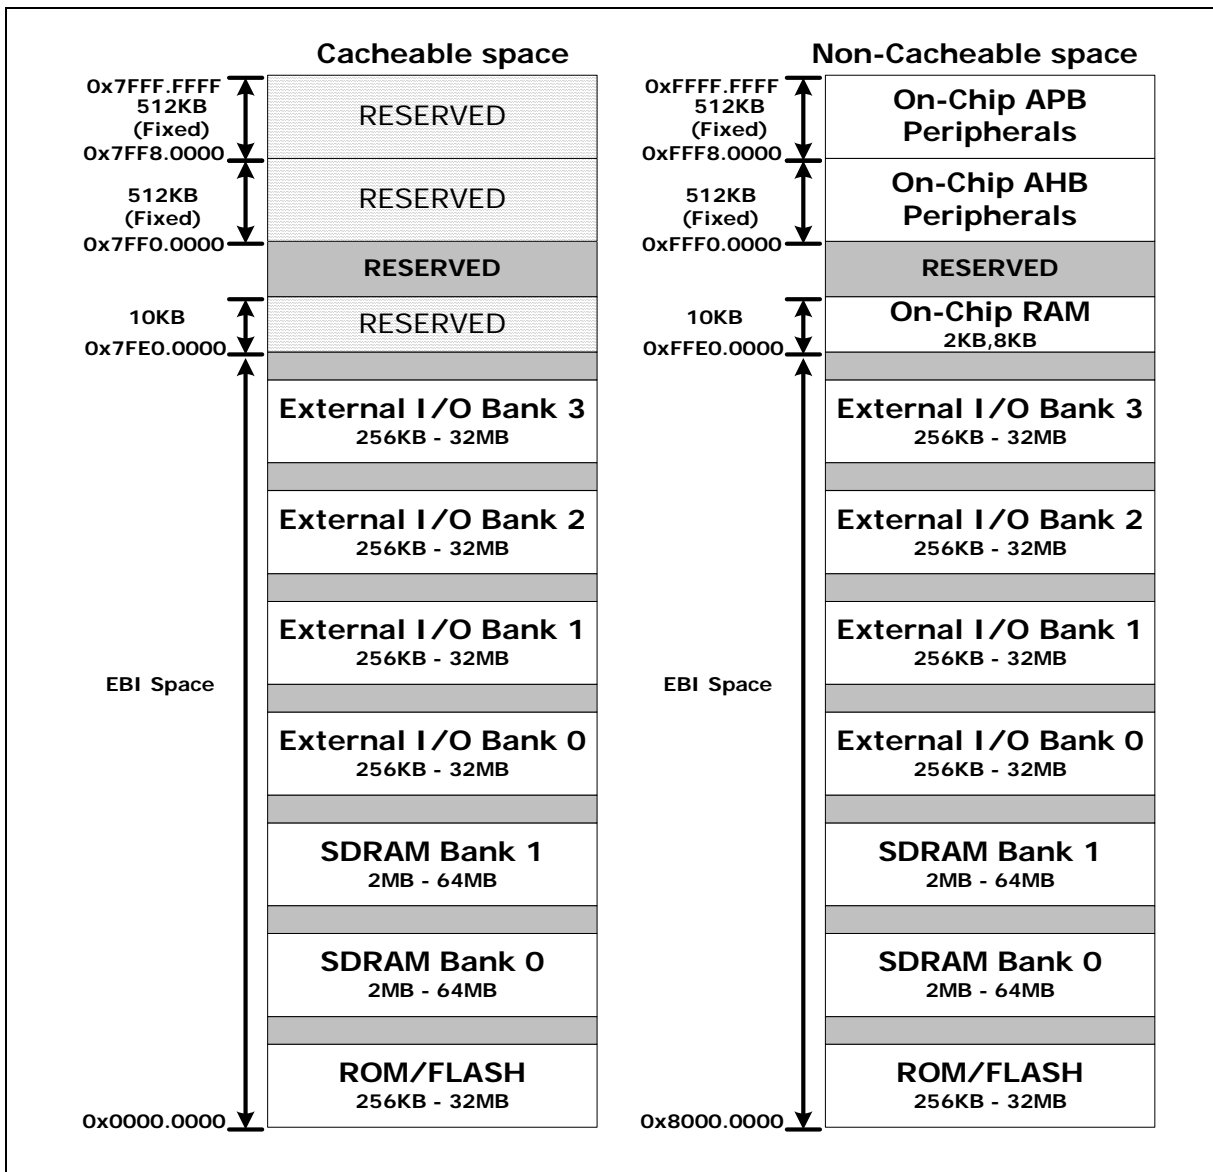 Cacheable space
0x7FFF.FFFF
512KB
(Fixed)
0x7FF8.0000
512KB
(Fixed)
0x7FF0.0000
10KB
0x7FE0.0000
EBI Space
0x0000.0000
RESERVED
RESERVED
RESERVED
RESERVED
External I/O Bank 3
256KB - 32MB
External I/O Bank 2
256KB - 32MB
External I/O Bank 1
256KB - 32MB
External I/O Bank 0
256KB - 32MB
SDRAM Bank 1
2MB - 64MB
SDRAM Bank 0
2MB - 64MB
ROM/FLASH
256KB - 32MB
Non-Cacheable space
0xFFFF.FFFF
512KB
(Fixed)
0xFFF8.0000
512KB
(Fixed)
0xFFF0.0000
10KB
0xFFE0.0000
EBI Space
0x8000.0000
On-Chip APB
Peripherals
On-Chip AHB
Peripherals
RESERVED
On-Chip RAM
2KB,8KB
External I/O Bank 3
256KB - 32MB
External I/O Bank 2
256KB - 32MB
External I/O Bank 1
256KB - 32MB
External I/O Bank 0
256KB - 32MB
SDRAM Bank 1
2MB - 64MB
SDRAM Bank 0
2MB - 64MB
ROM/FLASH
256KB - 32MB